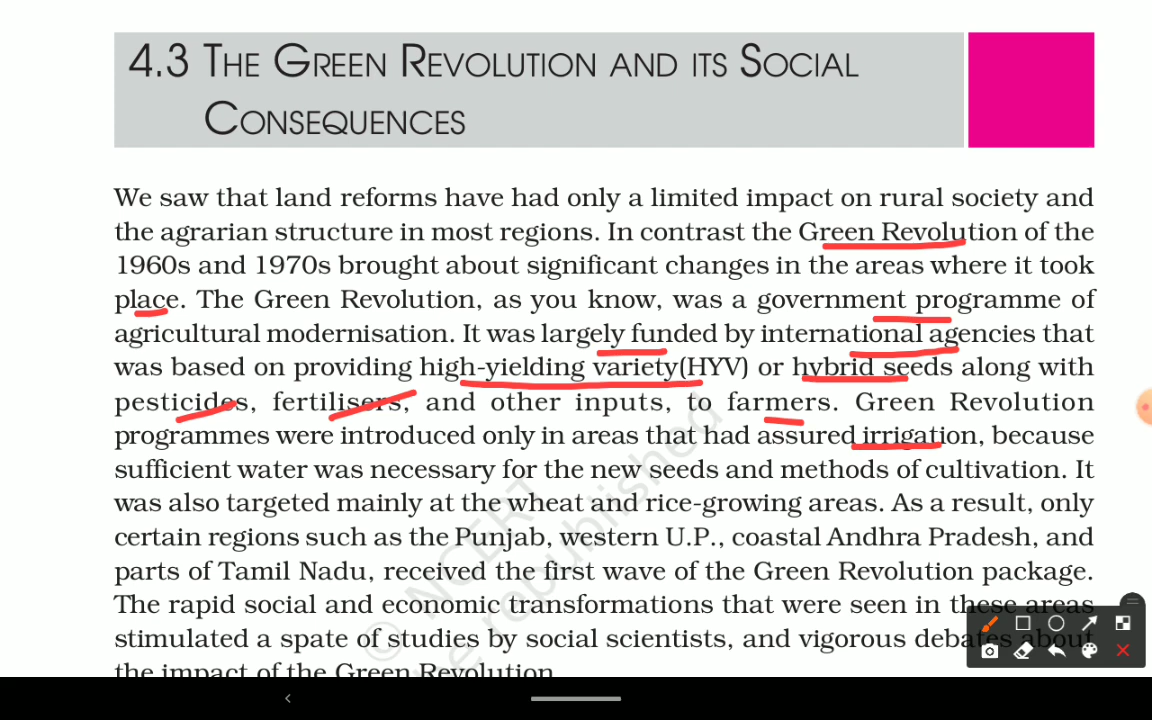 4.3 The Green Revolution and its Social
Consequences
We saw that land reforms have had only a limited impact on rural society and
the agrarian structure in most regions. In contrast the Green Revolution of the
1960s and 1970s brought about significant changes in the areas where it took
place. The Green Revolution, as you know, was a government programme of
agricultural modernisation. It was largely funded by international agencies that
was based on providing high-yielding variety(HYV) or hybrid seeds along with
pesticides, fertilisers, and other inputs, to farmers. Green Revolution
programmes were introduced only in areas that had assured irrigation, because
sufficient water was necessary for the new seeds and methods of cultivation. It
was also targeted mainly at the wheat and rice-growing areas. As a result, only
certain regions such as the Punjab, western U.P., coastal Andhra Pradesh, and
parts of Tamil Nadu, received the first wave of the Green Revolution package.
The rapid social and economic transformations that were seen in these areas
stimulated a spate of studies by social scientists, and vigorous debates about
the impact of the Green Revolution.
© NCERT
republished